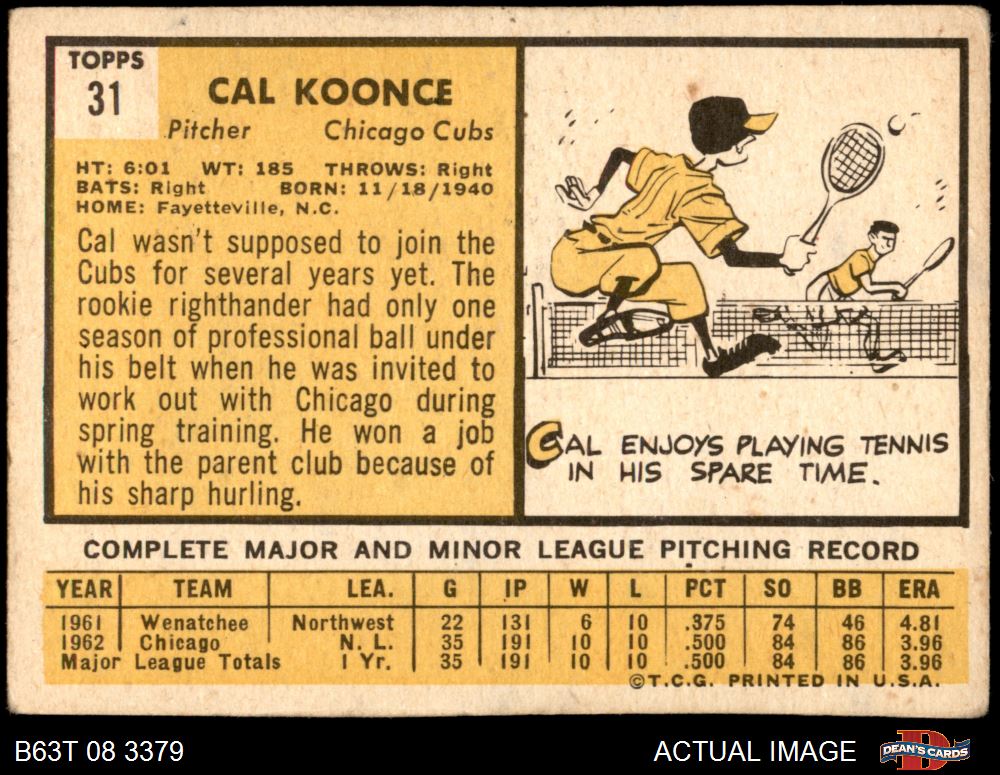 TOPPS
31
CAL KOONCE
Pitcher Chicago Cubs
HT: 6:01 WT: 185 THROWS: Right
BATS: Right BORN: 11/18/1940
HOME: Fayetteville, N.C.
Cal wasn't supposed to join the
Cubs for several years yet. The
rookie righthander had only one
season of professional ball under
his belt when he was invited to
work out with Chicago during
spring training. He won a job
with the parent club because of
his sharp hurling.
CAL ENJOYS PLAYING TENNIS
IN HIS SPARE TIME.
COMPLETE MAJOR AND MINOR LEAGUE PITCHING RECORD
YEAR TEAM LEA. G IP W L PCT SO BB ERA
1961 Wenatchee Northwest 22 131 6 10 .375 74 46 4.81
1962 Chicago N. L. 35 191 10 10 .500 84 86 3.96
Major League Totals 1 Yr. 35 191 10 10 .500 84 86 3.96
©T.C.G. PRINTED IN U.S.A.
B63T 08 3379 ACTUAL IMAGE DEAN'S CARDS